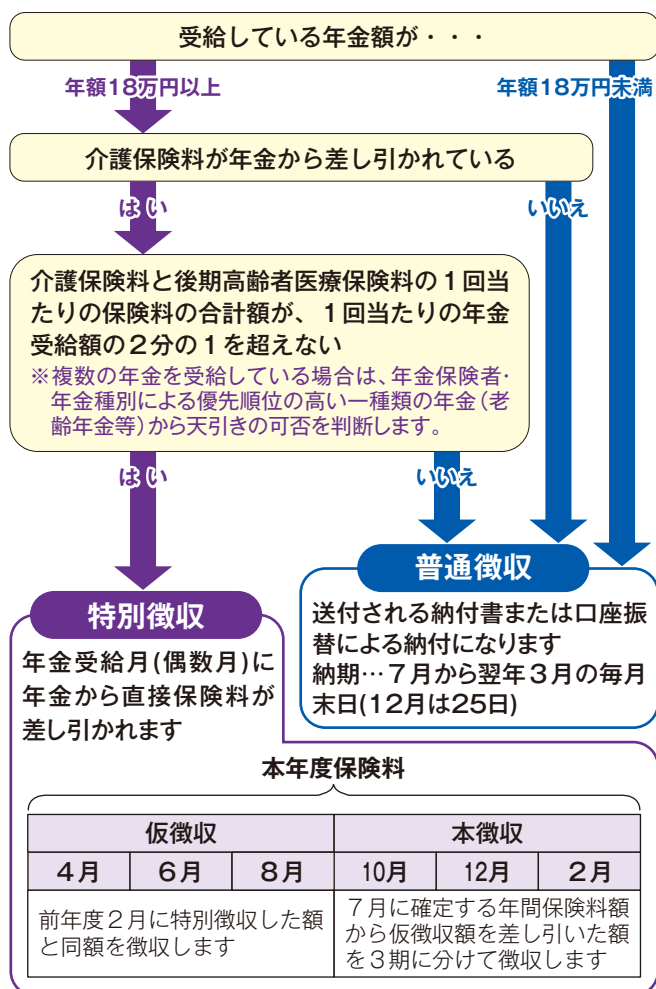 受給している年金額が・・・
年額18万円以上
年額18万円未満
介護保険料が年金から差し引かれている
はい
いいえ
介護保険料と後期高齢者医療保険料の1回当
たりの保険料の合計額が、1回当たりの年金
受給額の2分の1を超えない
※複数の年金を受給している場合は、年金保険者・
年金種別による優先順位の高い一種類の年金(老
齢年金等)から天引きの可否を判断します。
はい
いいえ
普通徴収
送付される納付書または口座振
替による納付になります
納期…7月から翌年3月の毎月
末日(12月は25日)
特別徴収
年金受給月(偶数月)に
年金から直接保険料が
差し引かれます
本年度保険料
仮徴収
本徴収
4月
6月
8月
10月
12月
2月
前年度2月に特別徴収した額
と同額を徴収します
7月に確定する年間保険料額
から仮徴収額を差し引いた額
を3期に分けて徴収します